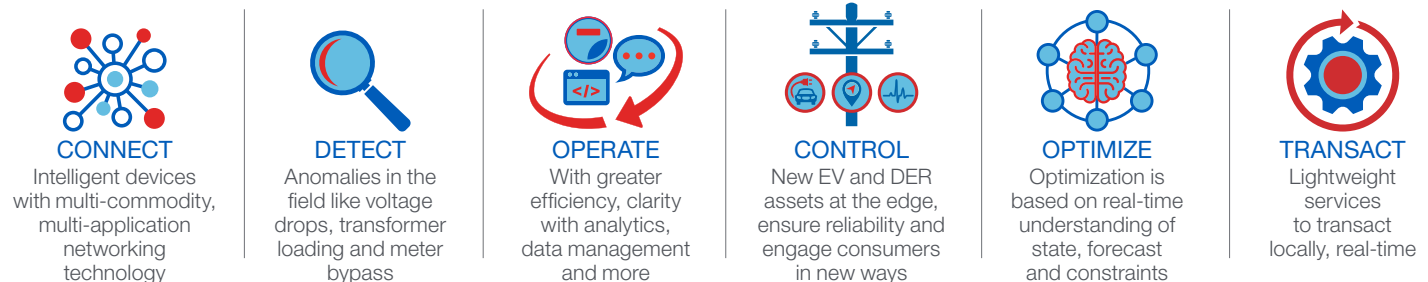 </>
CONNECT
Intelligent devices
with multi-commodity,
multi-application
networking
technology
DETECT
Anomalies in the
field like voltage
drops, transformer
loading and meter
bypass
OPERATE
With greater
efficiency, clarity
with analytics,
data management
and more
CONTROL
New EV and DER
assets at the edge,
ensure reliability and
engage consumers
in new ways
OPTIMIZE
Optimization is
based on real-time
understanding of
state, forecast
and constraints
TRANSACT
Lightweight
services
to transact
locally, real-time